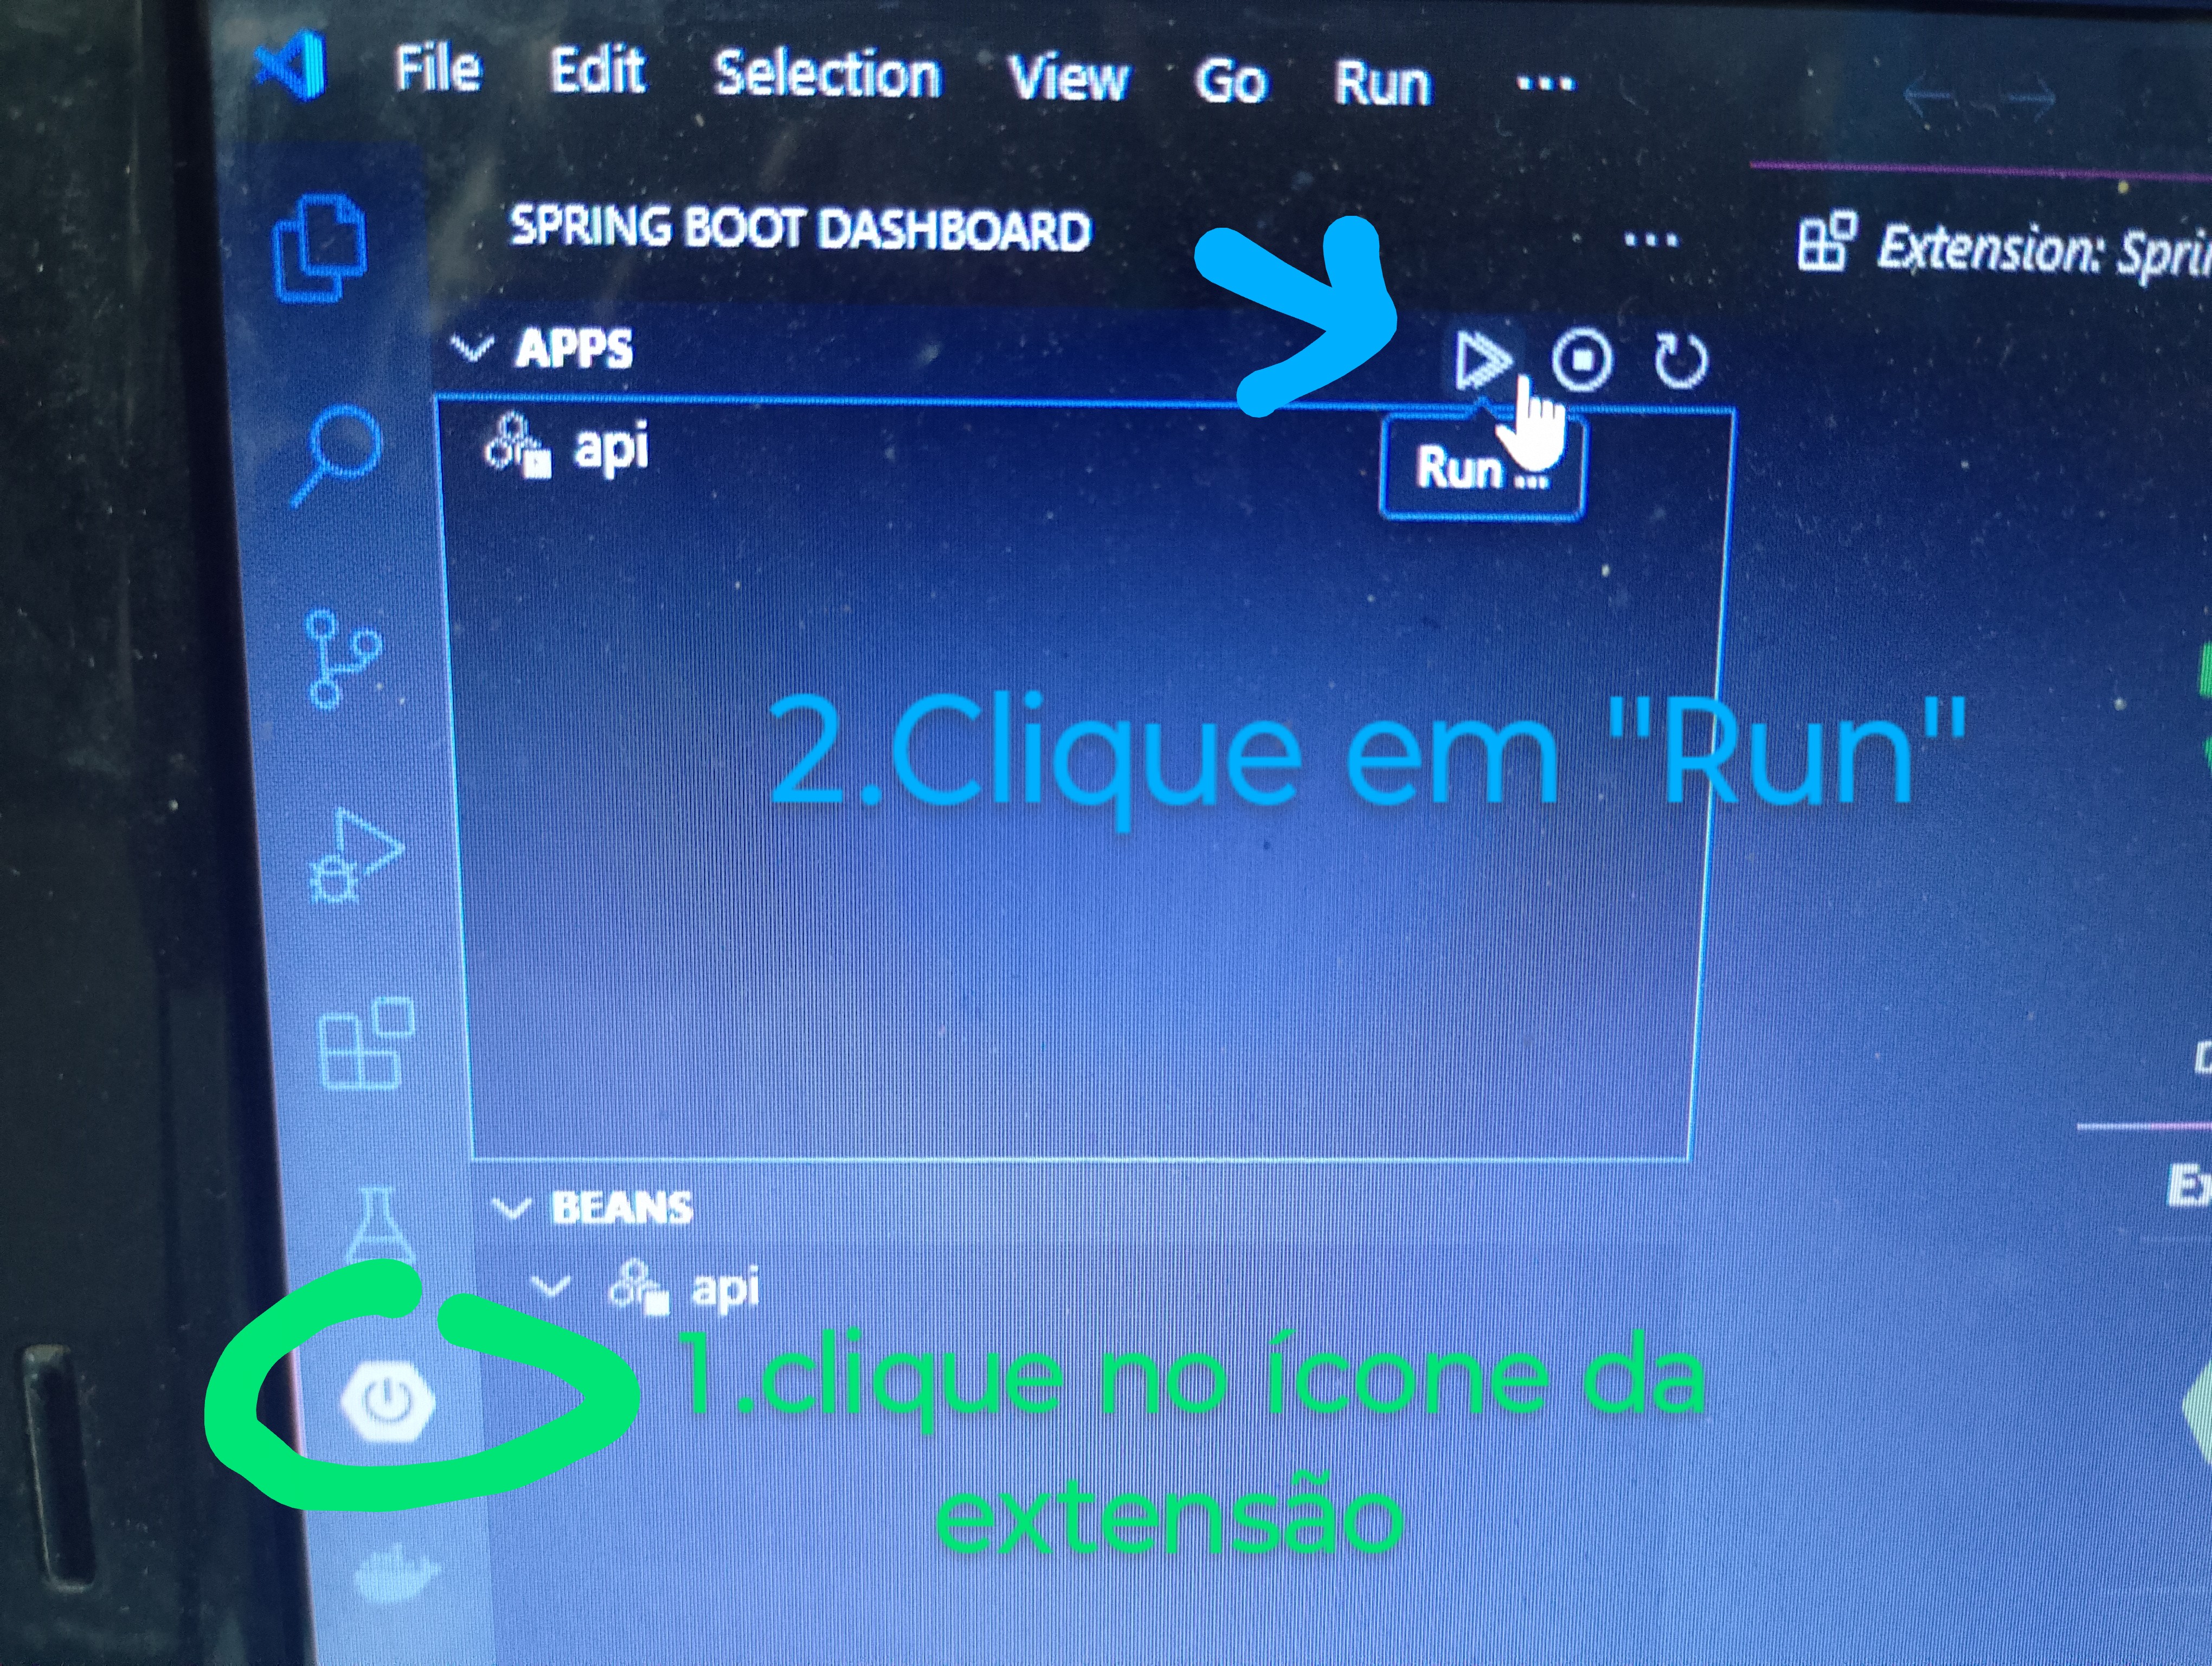 File Edit Selection View Go Run ...
SPRING BOOT DASHBOARD ...
Extension: Spri
APPS
api
Run ...
2.Clique em "Run"
BEANS
api
1.clique no ícone da
extensão